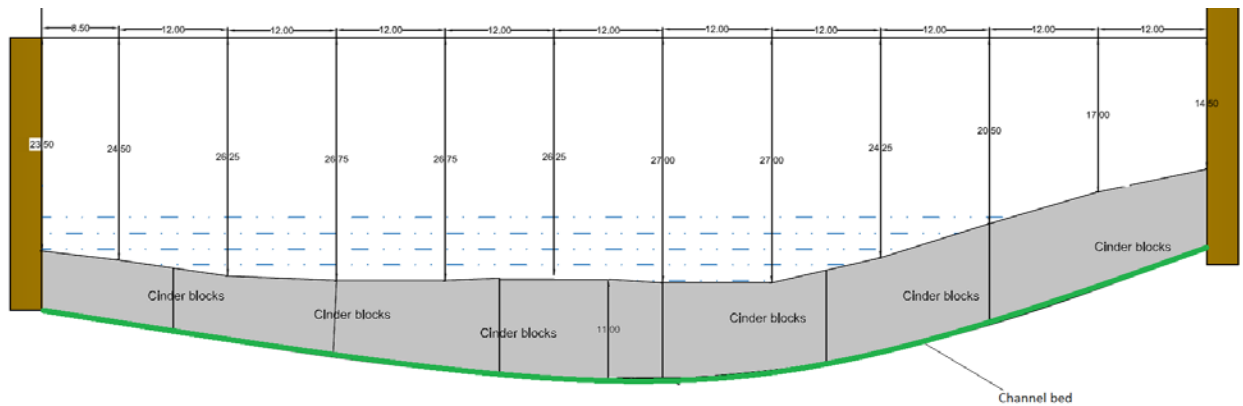 8.50 12.00 12.00 12.00 12.00 12.00 12.00 12.00 12.00 12.00 12.00
23.50 24.50 26.25 26.75 26.75 26.25 27.00 27.00 24.25 20.50 17.00 14.50
Cinder blocks
Cinder blocks
Cinder blocks
11.00
Cinder blocks
Cinder blocks
Cinder blocks
Channel bed